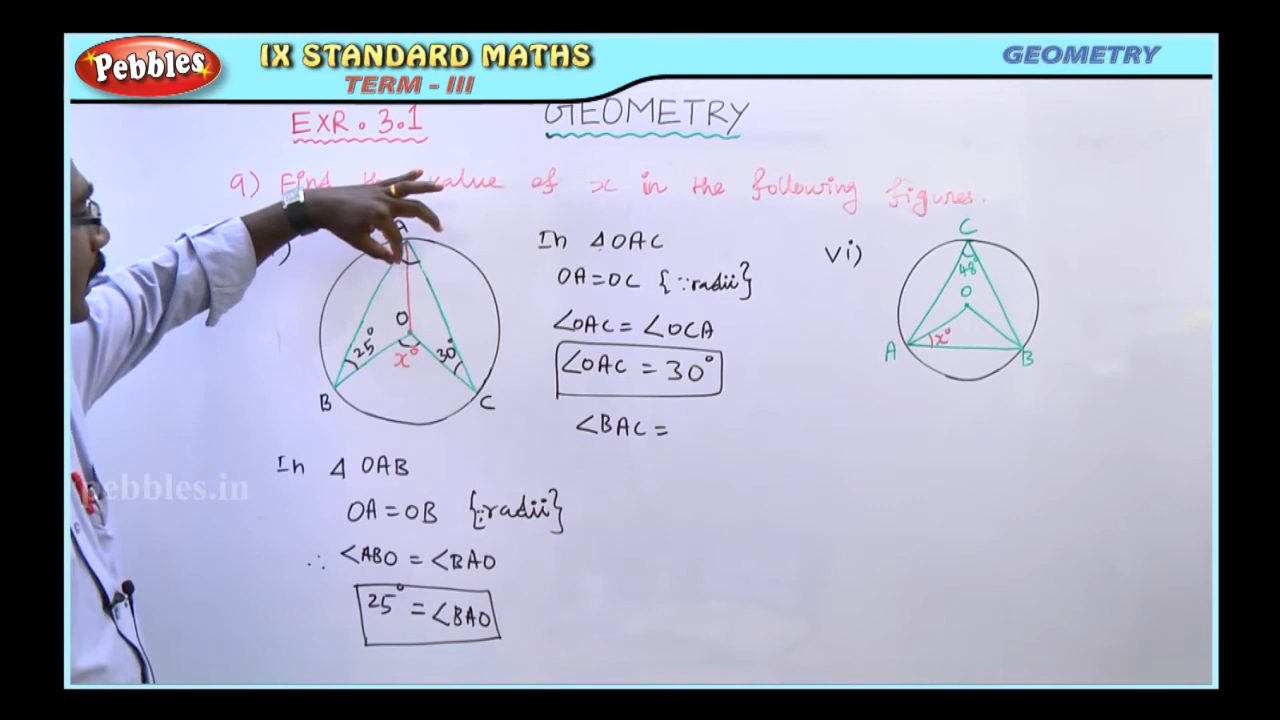 Pebbles
IX STANDARD MATHS
TERM - III
GEOMETRY
EXR. 3.1
GEOMETRY
9) Find value of x in the following figures.
)
A
O
25°
x°
30°
B
C
In Δ OAC
OA = OC {∵ radii}
∠OAC = ∠OCA
∠OAC = 30°
∠BAC =
vi)
C
48°
O
x°
A
B
In Δ OAB
OA = OB {∵ radii}
∴ ∠ABO = ∠BAO
25° = ∠BAO
pebbles.in